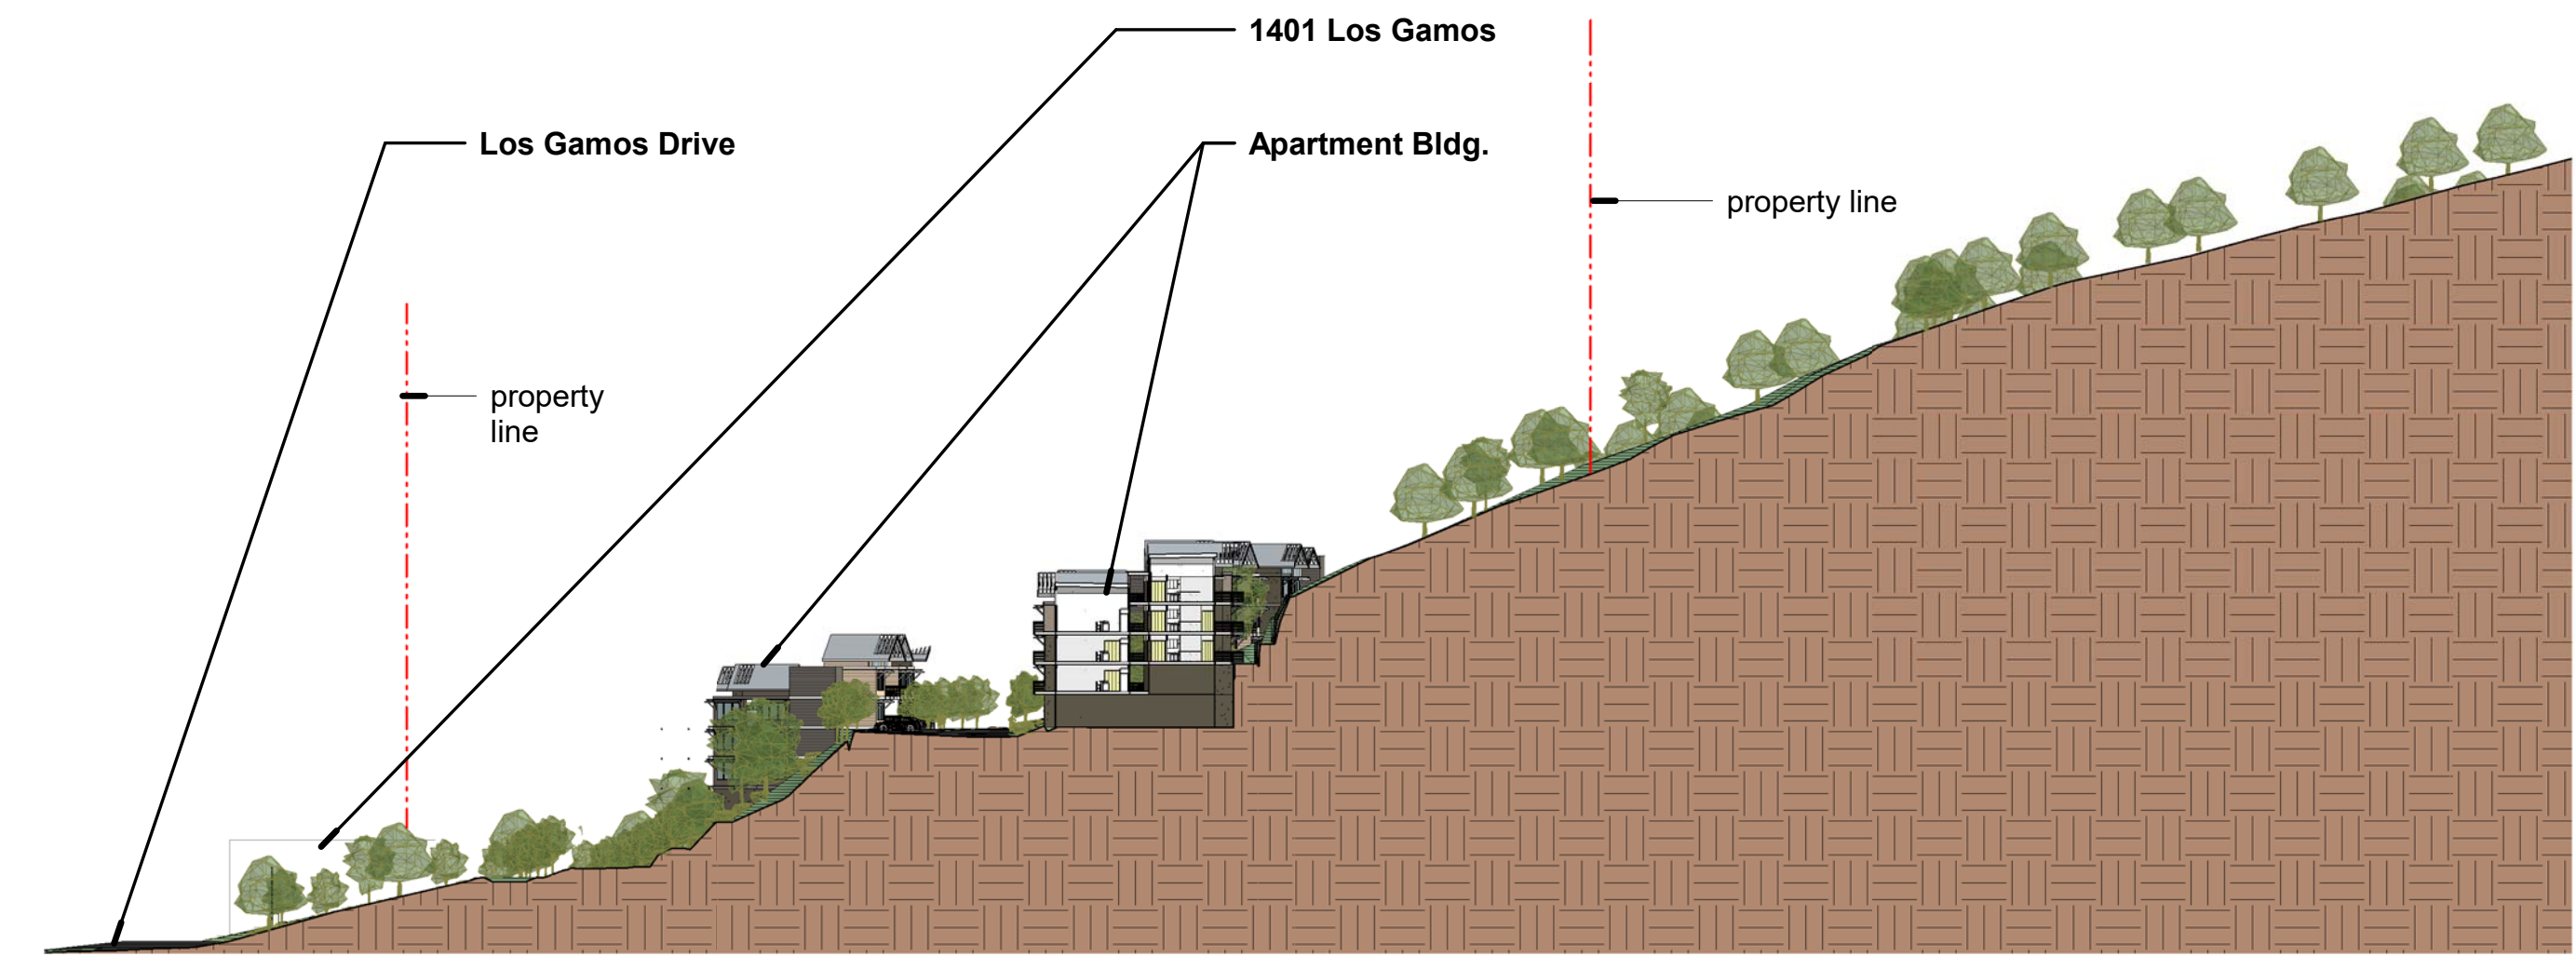 1401 Los Gamos
Los Gamos Drive
Apartment Bldg.
property line
property
line